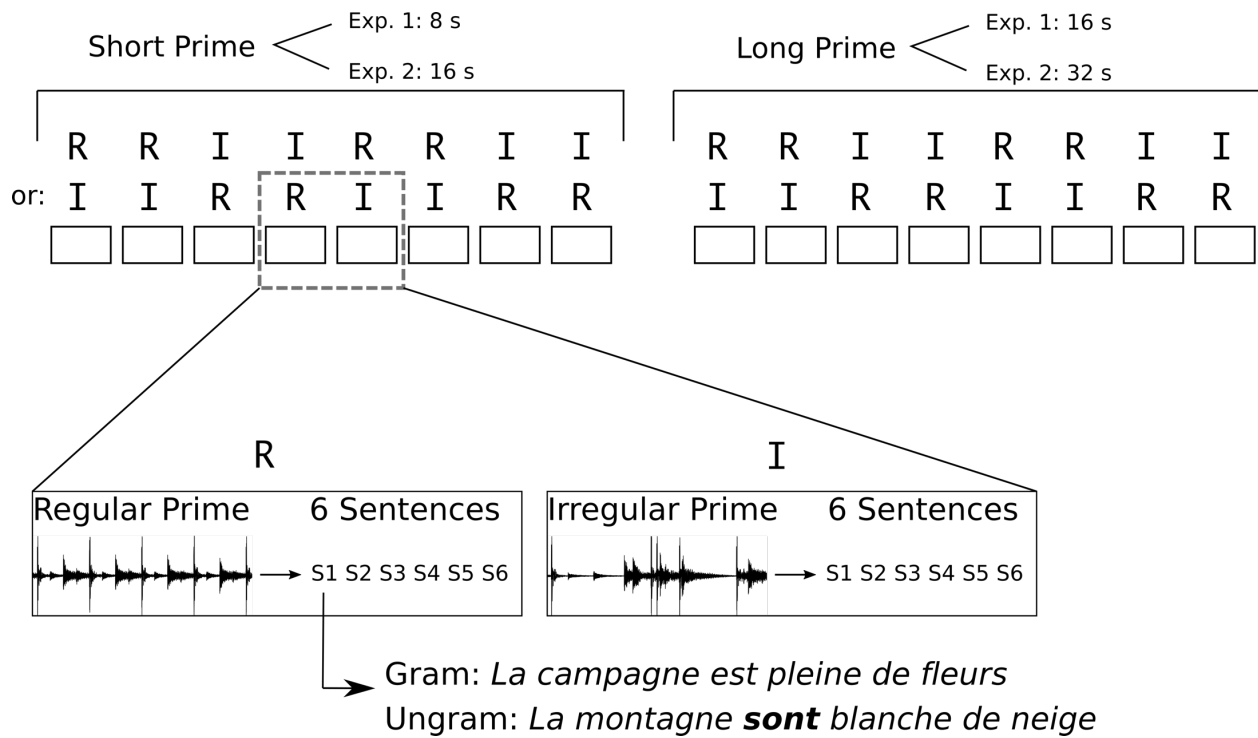 Short Prime
Exp. 1: 8 s
Exp. 2: 16 s
R R I I R R I I
or: I I R R I I R R
Long Prime
Exp. 1: 16 s
Exp. 2: 32 s
R R I I R R I I
I I R R I I R R
R
Regular Prime 6 Sentences
S1 S2 S3 S4 S5 S6
I
Irregular Prime 6 Sentences
S1 S2 S3 S4 S5 S6
Gram: La campagne est pleine de fleurs
Ungram: La montagne sont blanche de neige